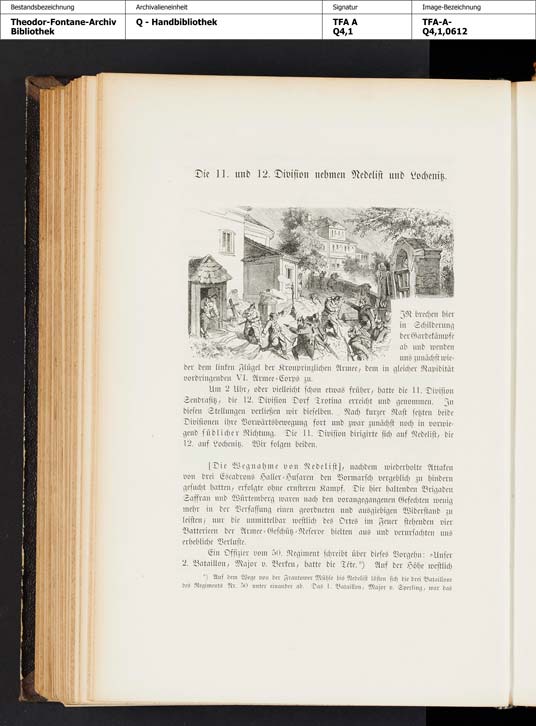 Bestandsbezeichnung
Archivalieneinheit
Signatur
Image-Bezeichnung
Theodor-Fontane-Archiv
Bibliothek
Q - Handbibliothek
TFA A
Q4,1
TFA-A-
Q4,1,0612
Die 11. und 12. Division nehmen Nedelist und Lochenitz.
Wir brechen hier
in Schilderung
der Gardekämpfe
ab und wenden
uns zunächst wie-
der dem linken Flügel der Kronprinzlichen Armee, dem in gleicher Rapidität
vordringenden VI. Armee-Corps zu.
Um 2 Uhr, oder vielleicht schon etwas früher, hatte die 11. Division
Sendrasitz, die 12. Division Dorf Trotina erreicht und genommen. In
diesen Stellungen verließen wir dieselben. Nach kurzer Rast setzten beide
Divisionen ihre Vorwärtsbewegung fort und zwar zunächst noch in vorwie-
gend südlicher Richtung. Die 11. Division dirigirte sich auf Nedelist, die
12. auf Lochenitz. Wir folgen beiden.
[Die Wegnahme von Nedelist], nachdem wiederholte Attaken
von drei Escadrons Haller-Husaren den Vormarsch vergeblich zu hindern
gesucht hatten, erfolgte ohne ernsteren Kampf. Die hier haltenden Brigaden
Saffran und Würtemberg waren nach den vorangegangenen Gefechten wenig
mehr in der Verfassung einen geordneten und ausgiebigen Widerstand zu
leisten; nur die unmittelbar westlich des Ortes im Feuer stehenden vier
Batterieen der Armee-Geschütz-Reserve hielten aus und verursachten uns
erhebliche Verluste.
Ein Offizier vom 50. Regiment schreibt über dieses Vorgehn: »Unser
2. Bataillon, Major v. Berken, hatte die Tête.*) Auf der Höhe westlich
*) Auf dem Wege von der Frantower Mühle bis Nedelist lösten sich die drei Bataillone
des Regiments Nr. 50 unter einander ab. Das 1. Bataillon, Major v. Sperling, war das